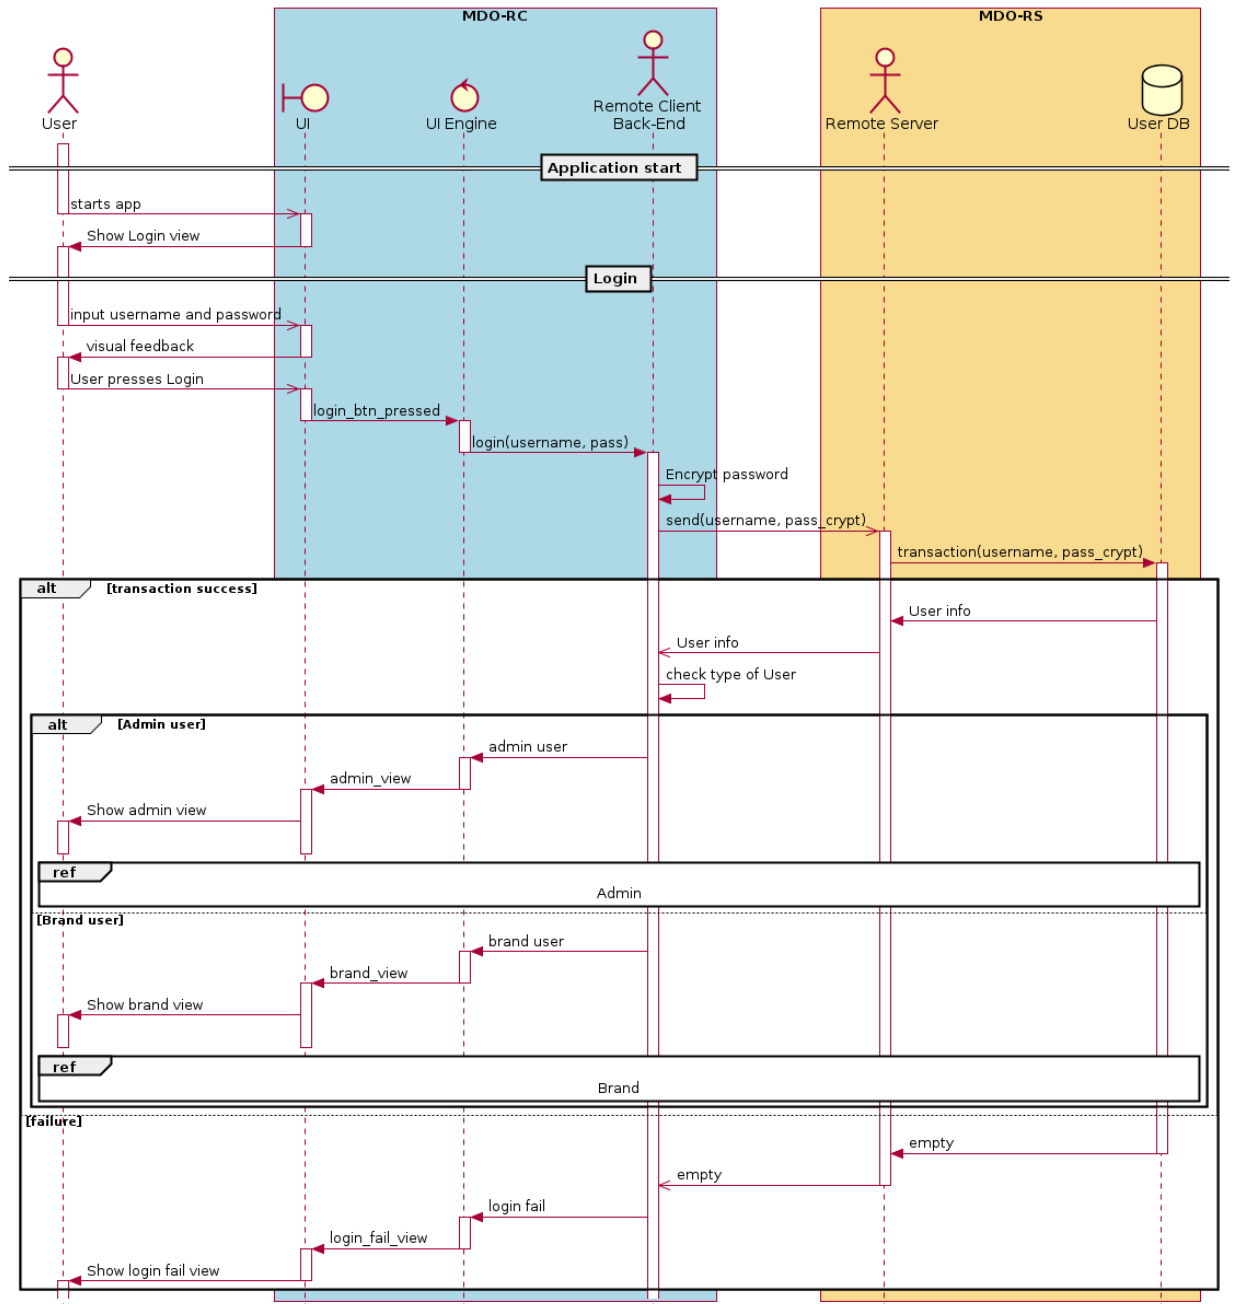 MDO-RC
MDO-RS
User
UI
UI Engine
Remote Client
Back-End
Remote Server
User DB
Application start
starts app
Show Login view
Login
input username and password
visual feedback
User presses Login
login_btn_pressed
login(username, pass)
Encrypt password
send(username, pass_crypt)
transaction(username, pass_crypt)
alt
[transaction success]
User info
User info
check type of User
alt
[Admin user]
admin user
admin_view
Show admin view
ref
Admin
[Brand user]
brand user
brand_view
Show brand view
ref
Brand
[failure]
empty
empty
login fail
login_fail_view
Show login fail view